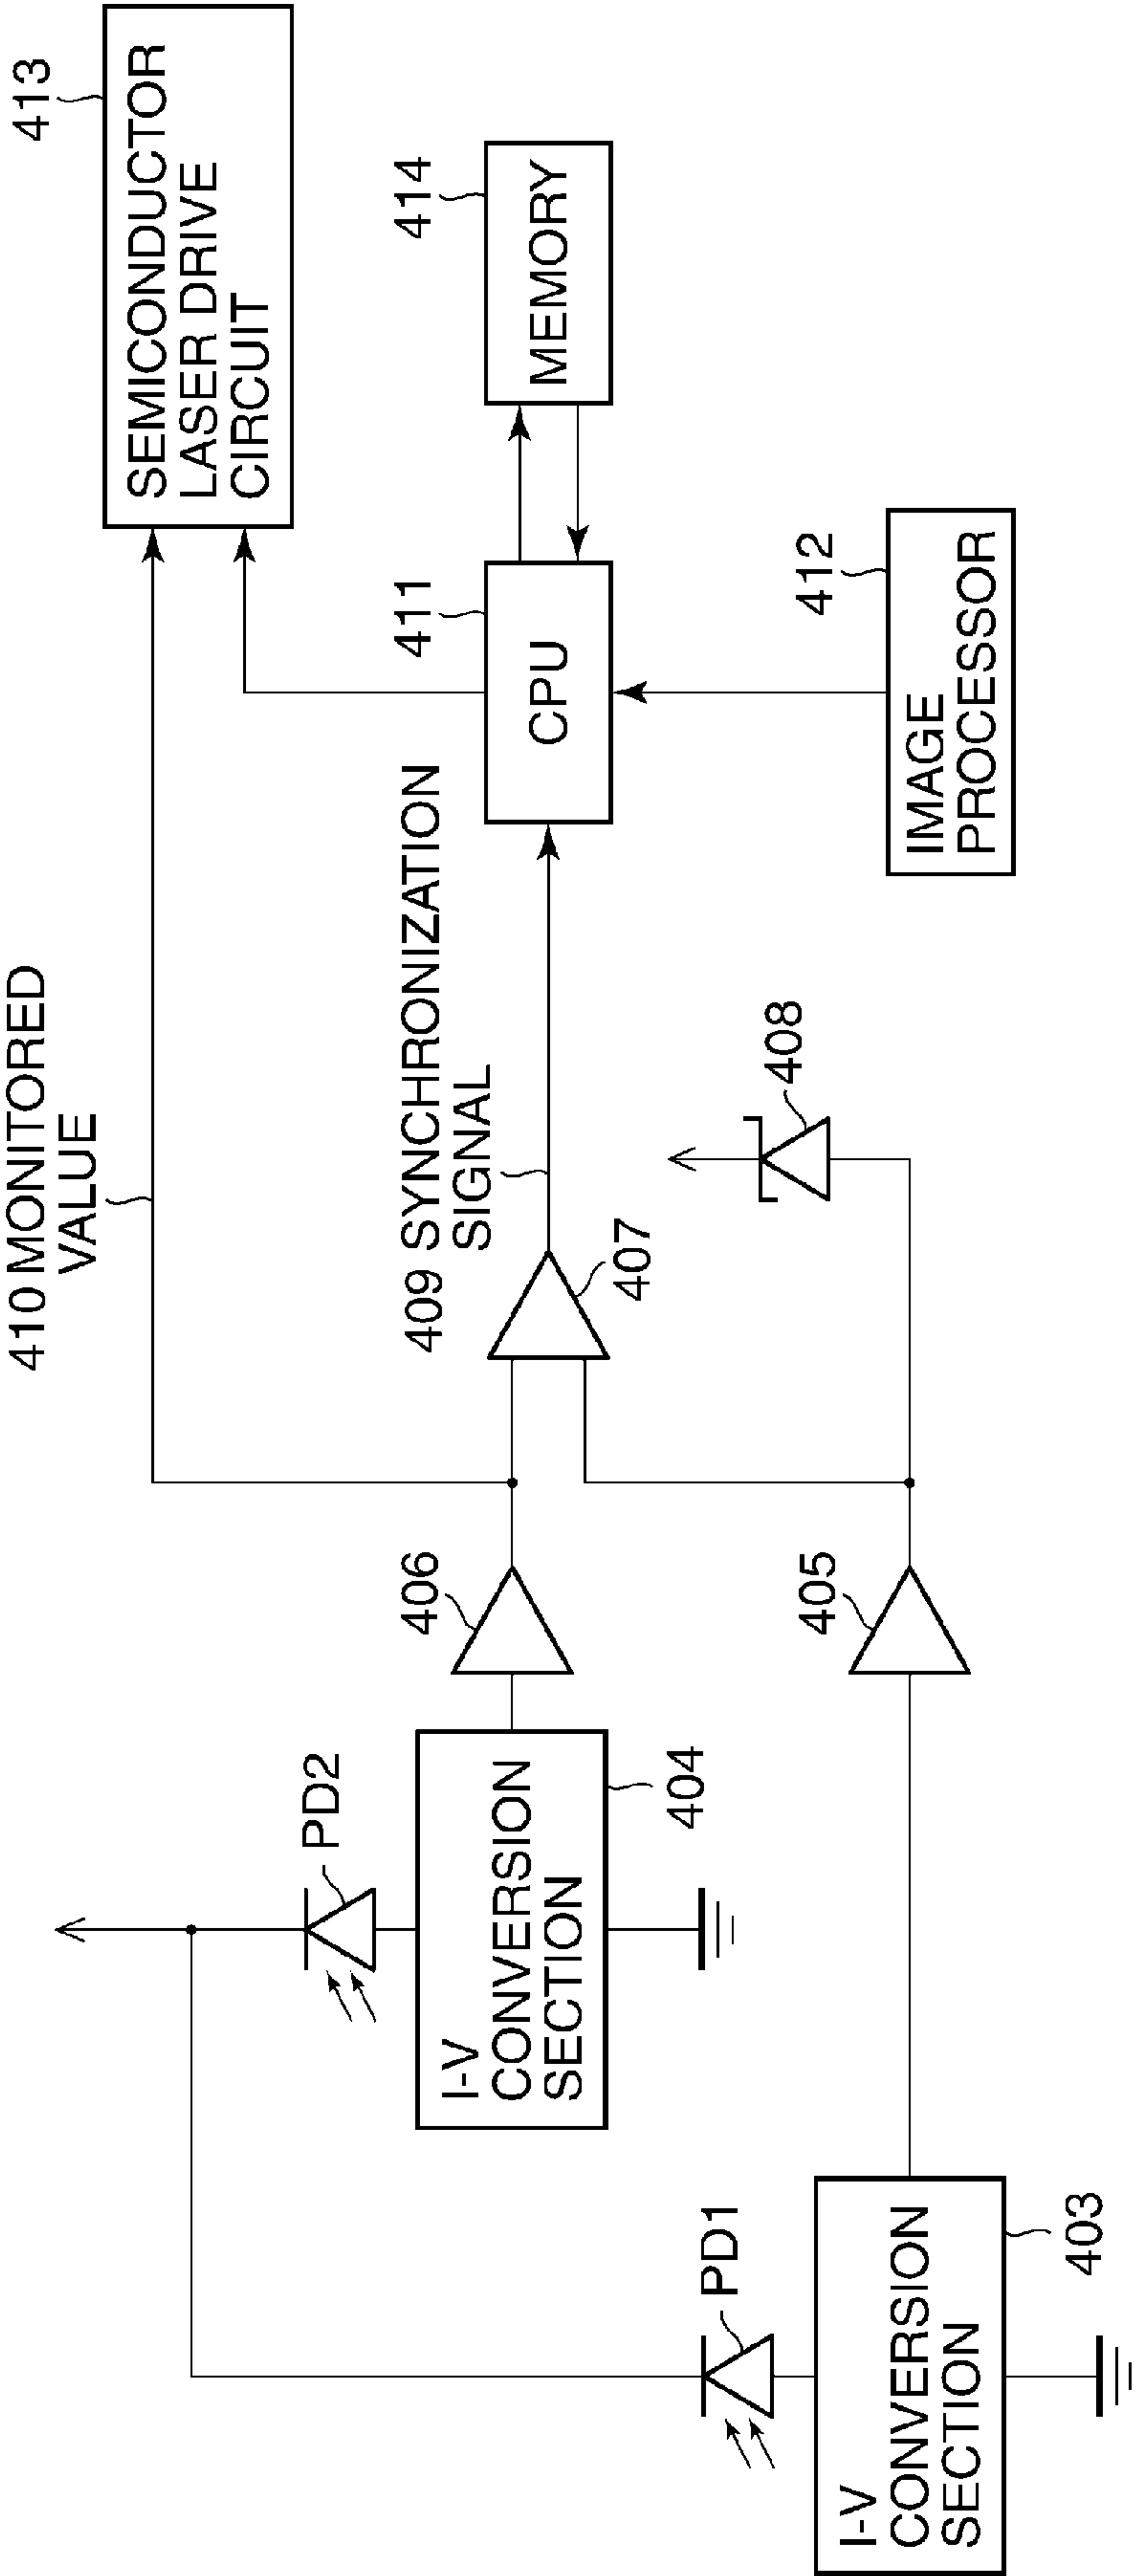 410 MONITORED
VALUE
413
SEMICONDUCTOR
LASER DRIVE
CIRCUIT
PD2
406
409 SYNCHRONIZATION
SIGNAL
411
414
I-V
CONVERSION
SECTION
404
407
CPU
MEMORY
PD1
405
408
412
I-V
CONVERSION
SECTION
403
IMAGE
PROCESSOR